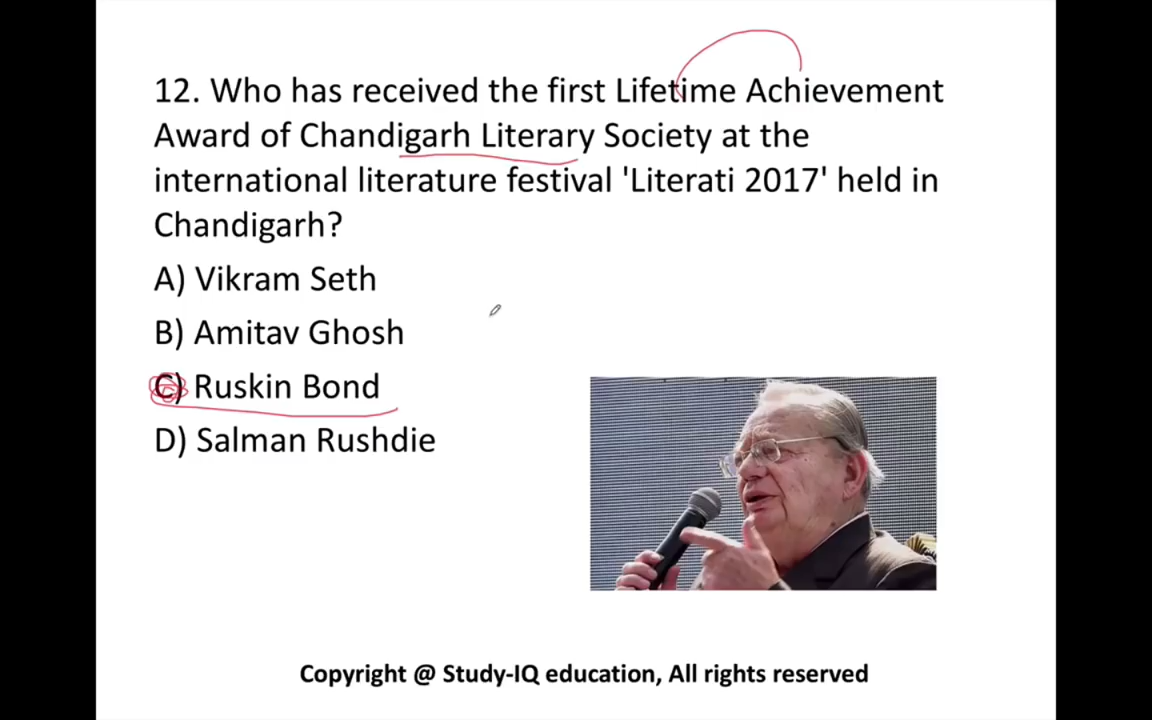 12. Who has received the first Lifetime Achievement
Award of Chandigarh Literary Society at the
international literature festival 'Literati 2017' held in
Chandigarh?
A) Vikram Seth
B) Amitav Ghosh
C) Ruskin Bond
D) Salman Rushdie
Copyright @ Study-IQ education, All rights reserved